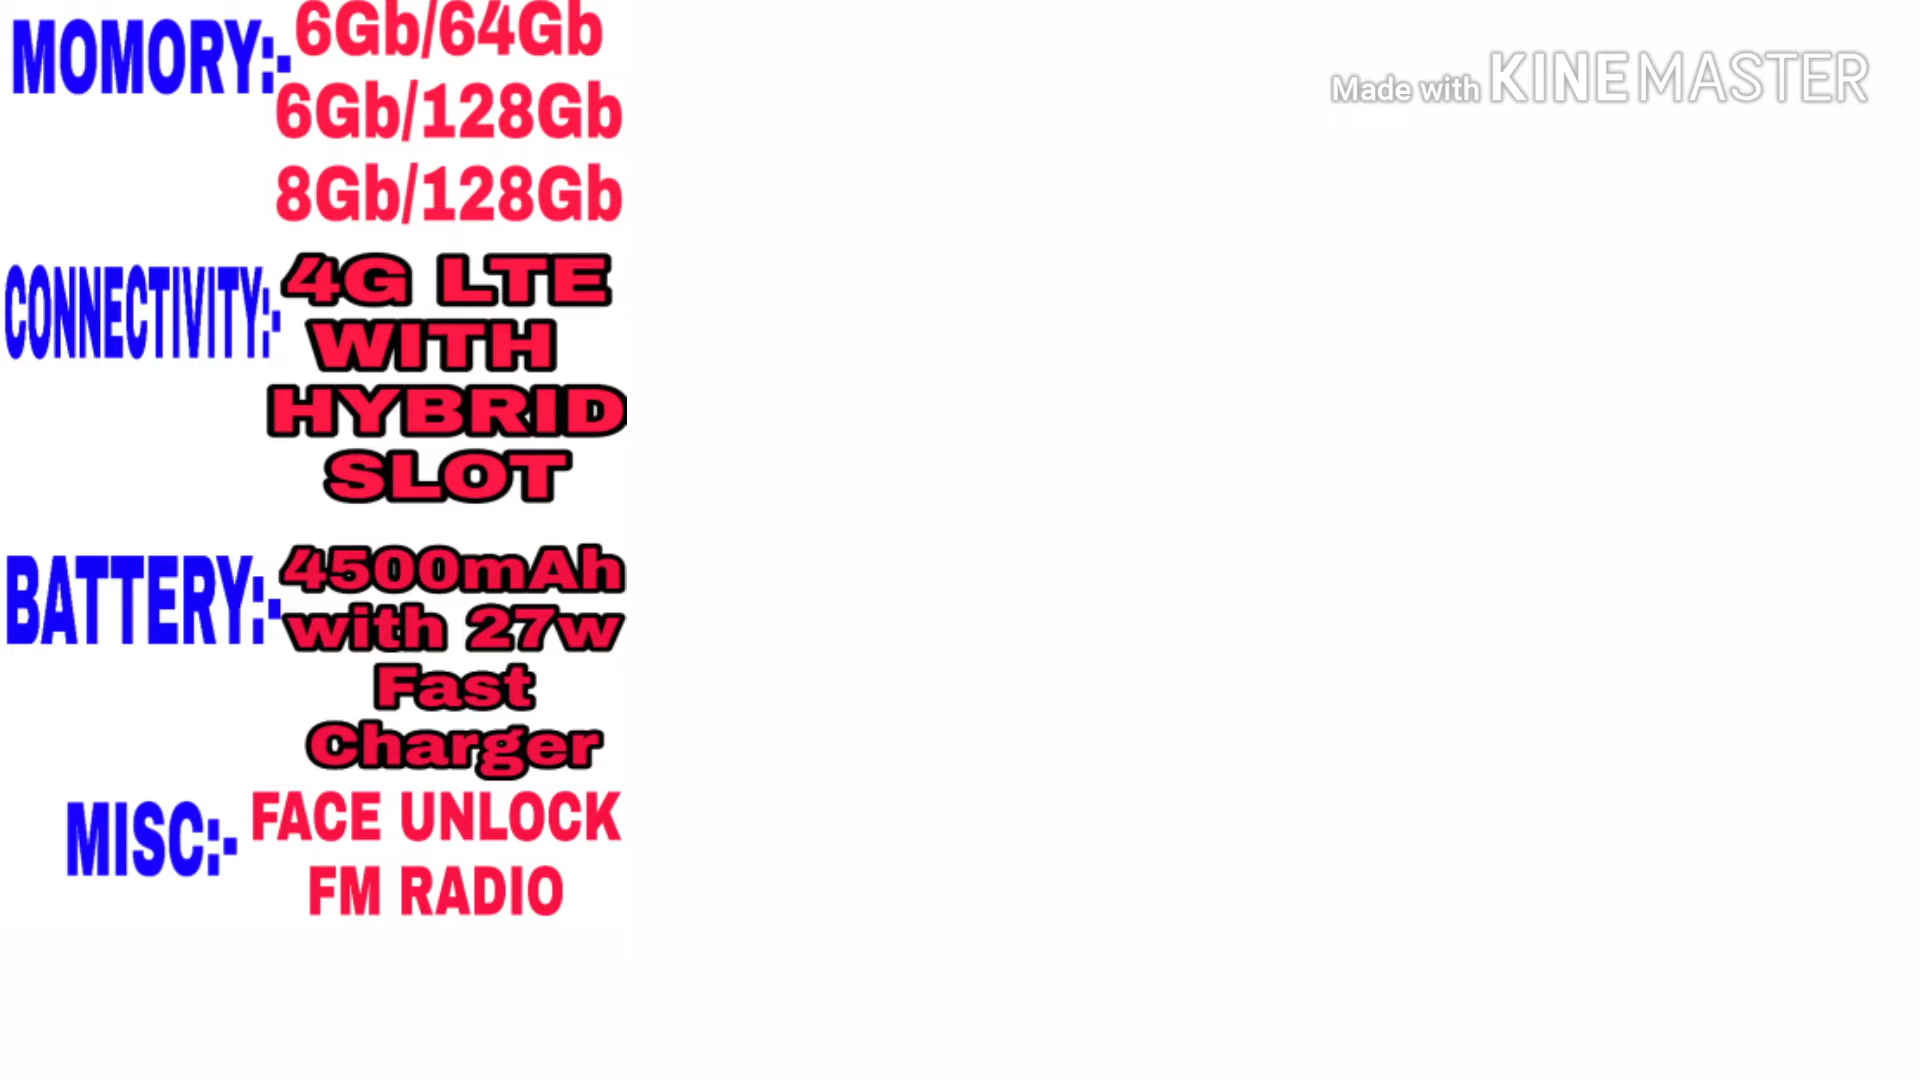 MOMORY:- 6Gb/64Gb
6Gb/128Gb
8Gb/128Gb
CONNECTIVITY:- 4G LTE
WITH
HYBRID
SLOT
BATTERY:- 4500mAh
with 27w
Fast
Charger
MISC:- FACE UNLOCK
FM RADIO
Made with KINEMASTER